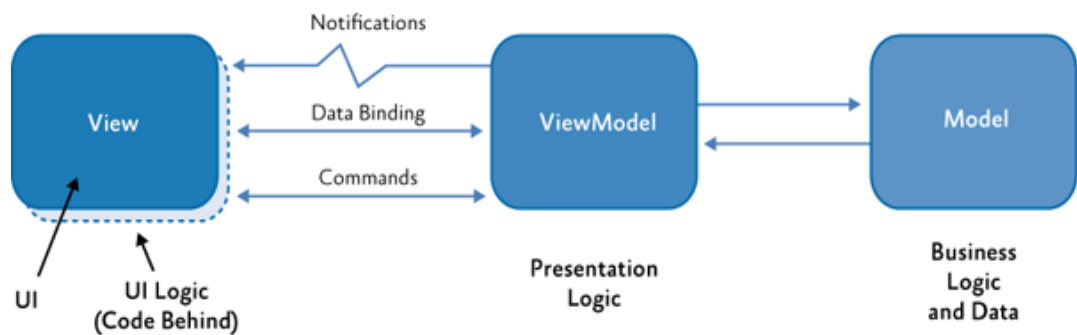 Notifications
View
Data Binding
ViewModel
Model
Commands
UI
UI Logic
(Code Behind)
Presentation
Logic
Business
Logic
and Data